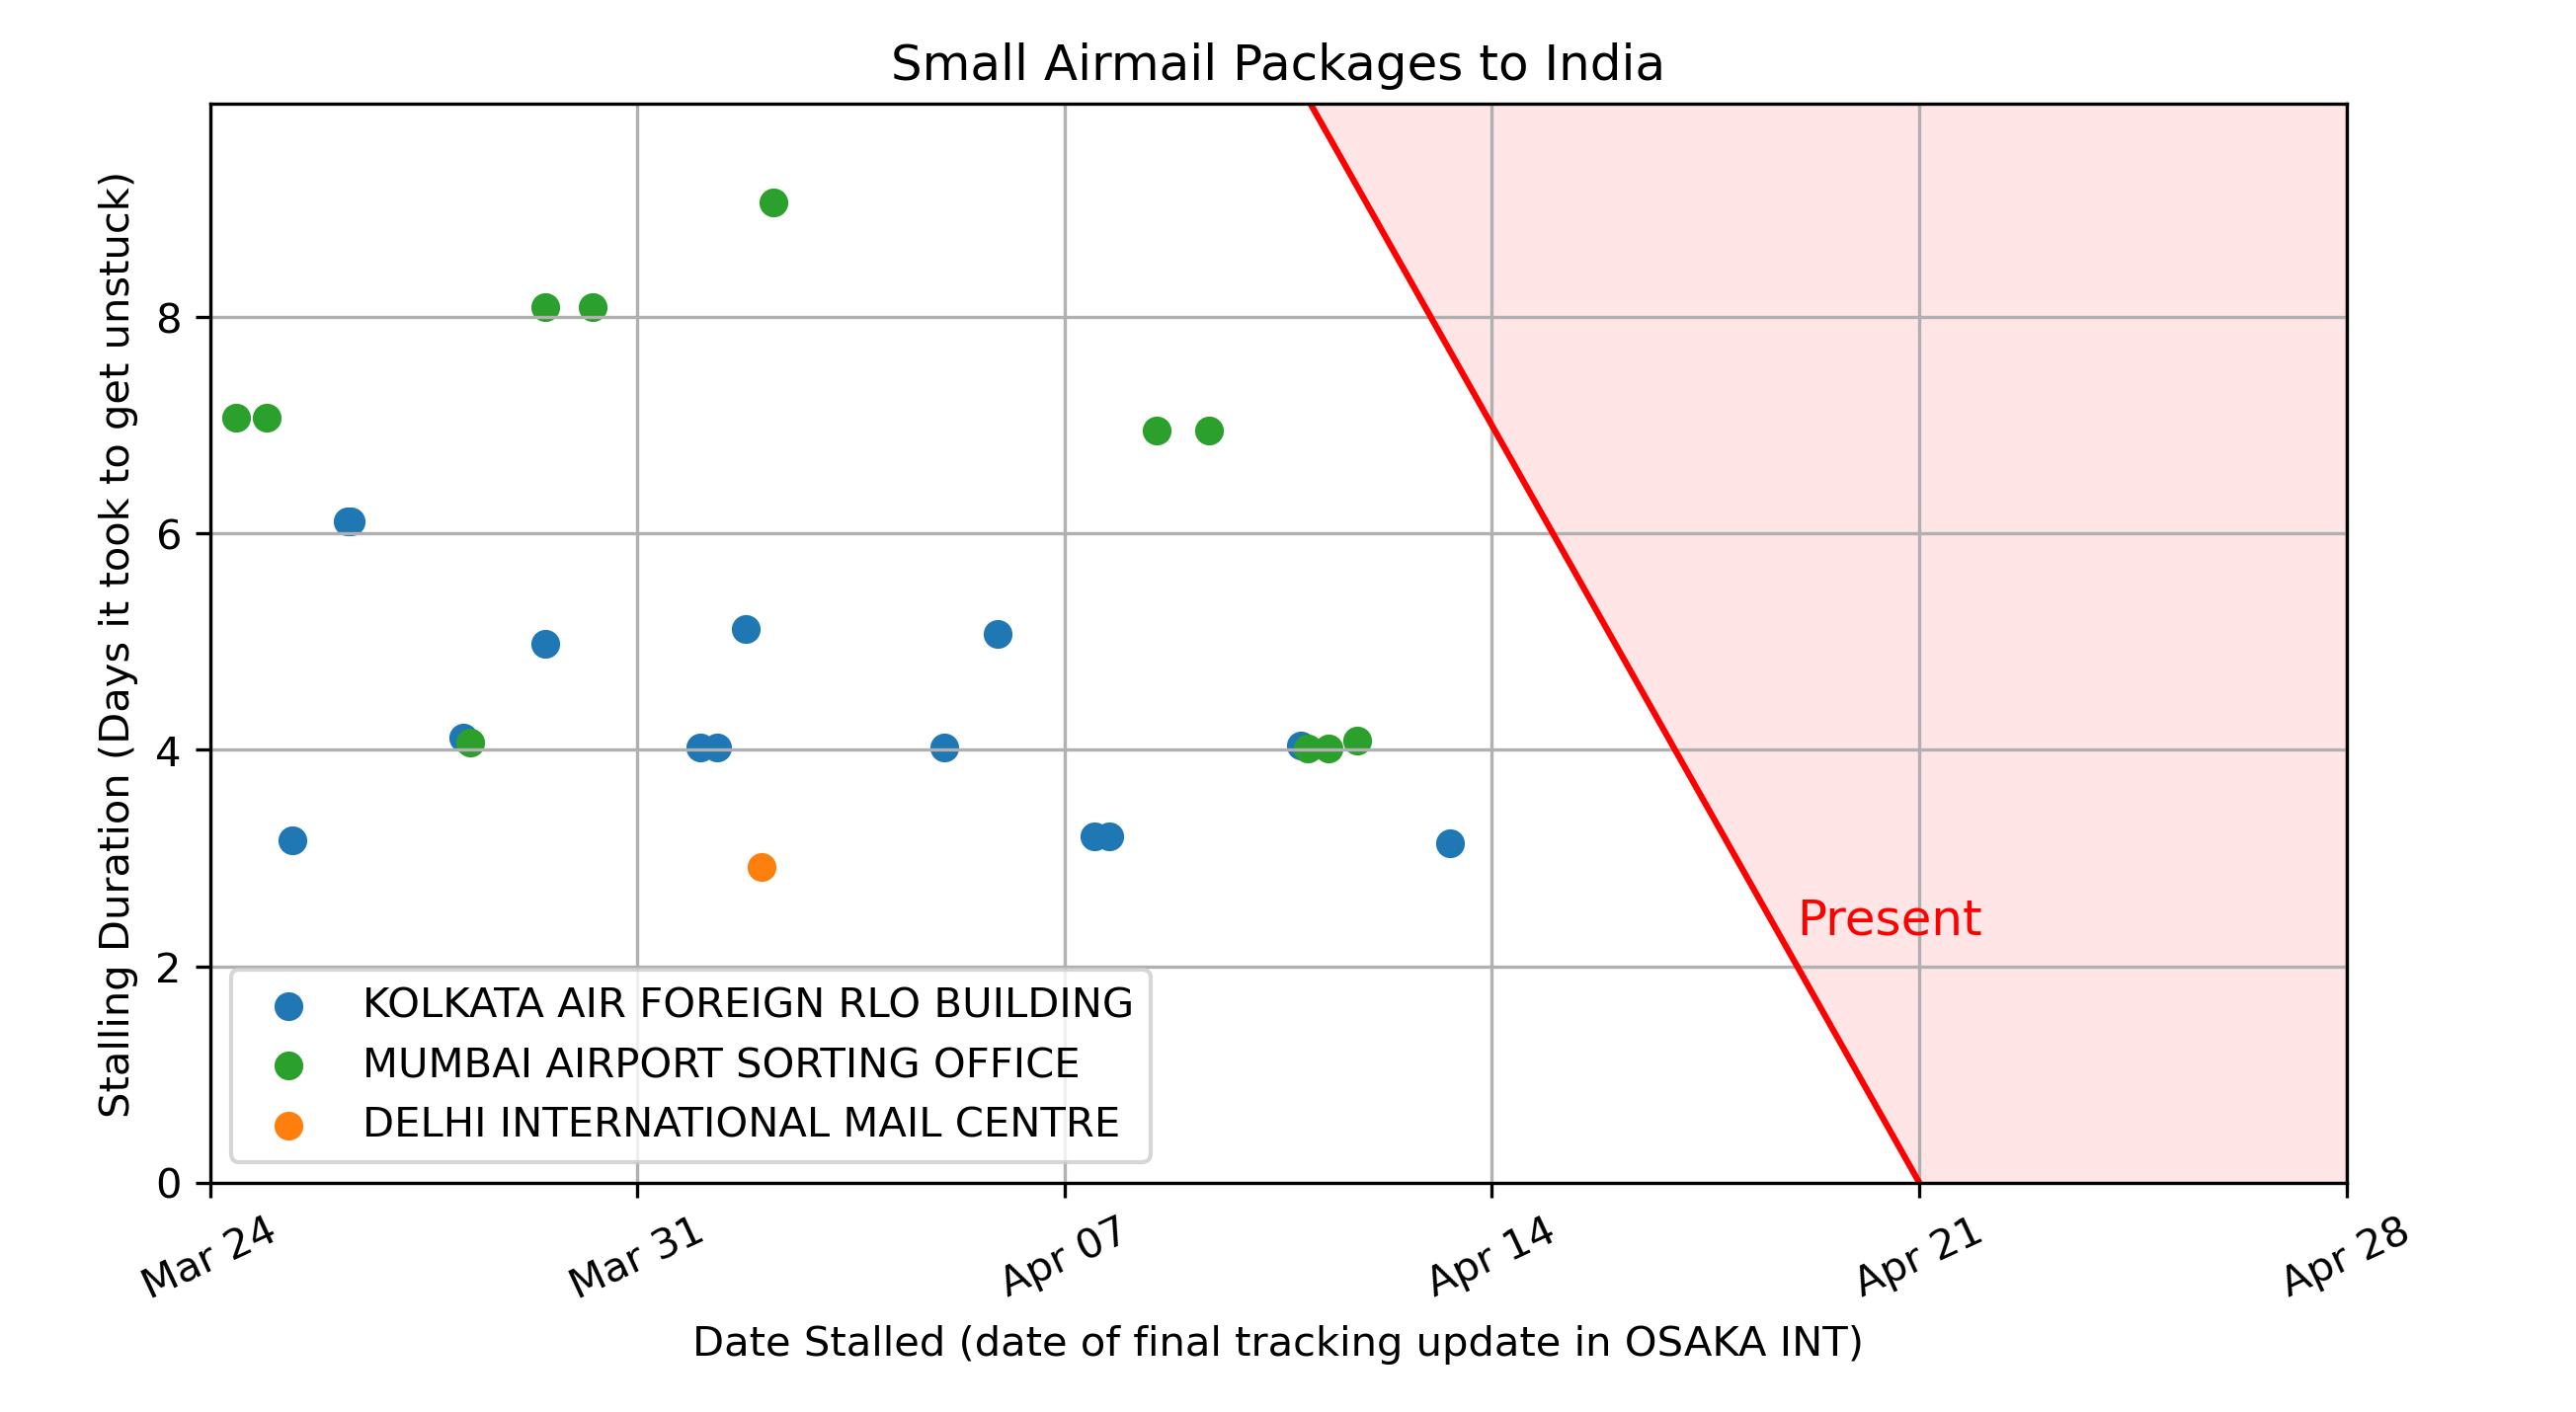 Small Airmail Packages to India
Stalling Duration (Days it took to get unstuck)
8
6
4
2
0
Present
KOLKATA AIR FOREIGN RLO BUILDING
MUMBAI AIRPORT SORTING OFFICE
DELHI INTERNATIONAL MAIL CENTRE
Mar 24
Mar 31
Apr 07
Apr 14
Apr 21
Apr 28
Date Stalled (date of final tracking update in OSAKA INT)